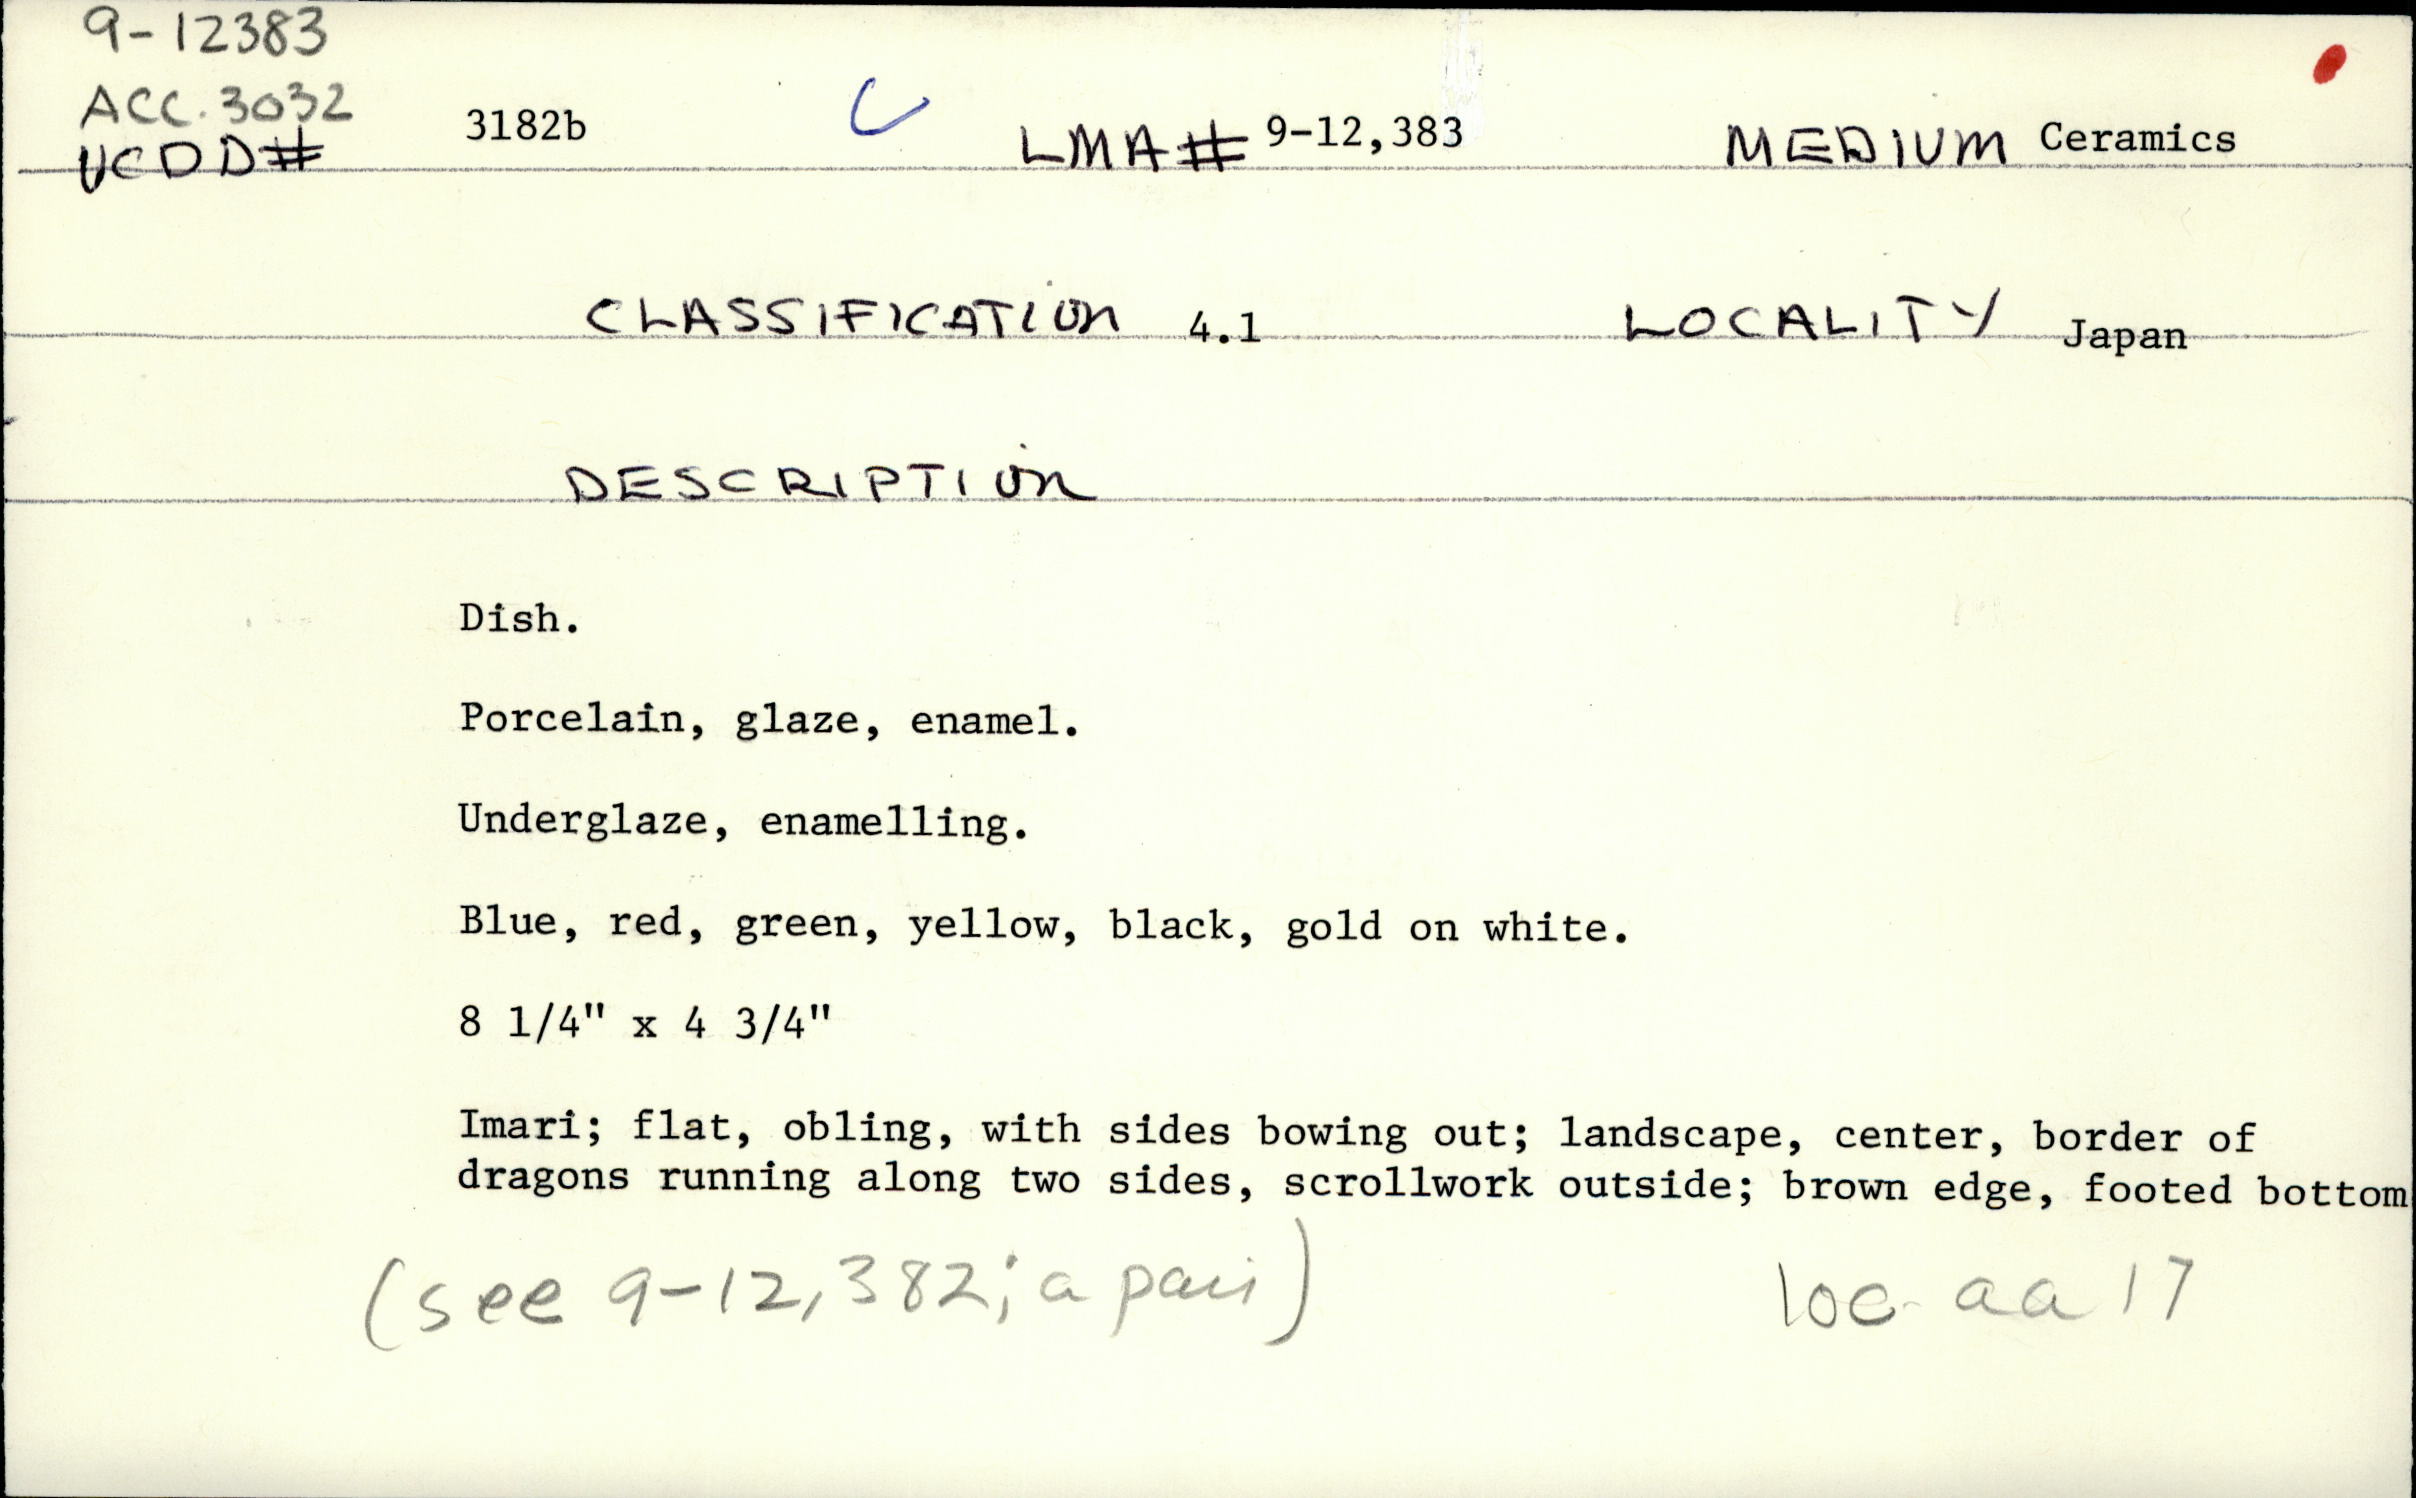 9-12383
ACC. 3032
UCDD# 3182b C LMA# 9-12,383 MEDIUM Ceramics
CLASSIFICATION 4.1 LOCALITY Japan
DESCRIPTION
Dish.
Porcelain, glaze, enamel.
Underglaze, enamelling.
Blue, red, green, yellow, black, gold on white.
8 1/4" x 4 3/4"
Imari; flat, obling, with sides bowing out; landscape, center, border of
dragons running along two sides, scrollwork outside; brown edge, footed bottom
(see 9-12,382; a pair) loc aa 17